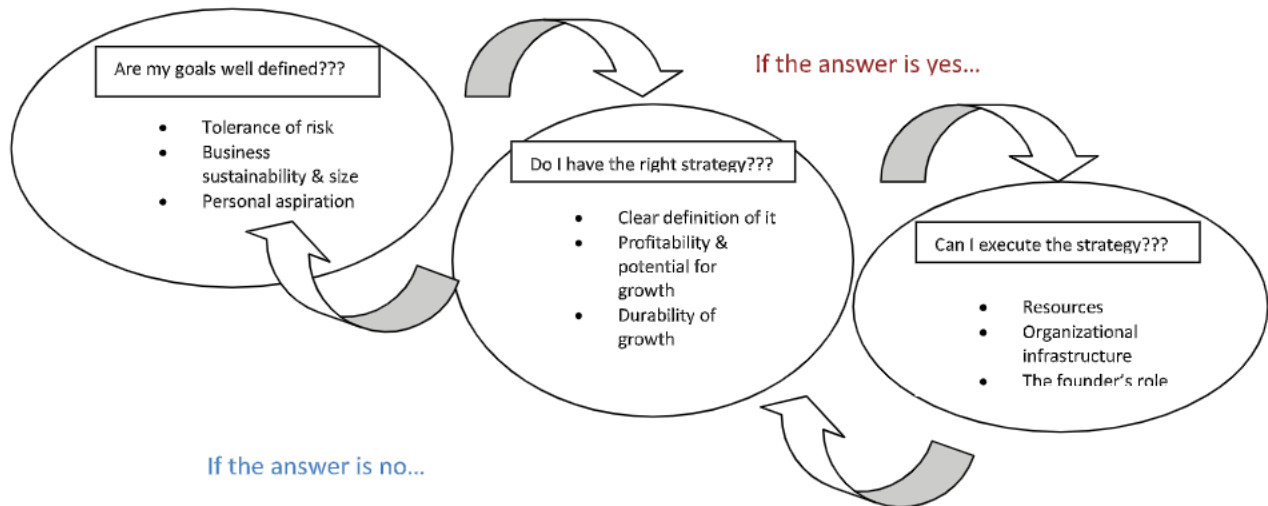 Are my goals well defined???
• Tolerance of risk
• Business
sustainability & size
• Personal aspiration
If the answer is yes...
Do I have the right strategy???
• Clear definition of it
• Profitability &
potential for
growth
• Durability of
growth
Can I execute the strategy???
• Resources
• Organizational
infrastructure
• The founder's role
If the answer is no...